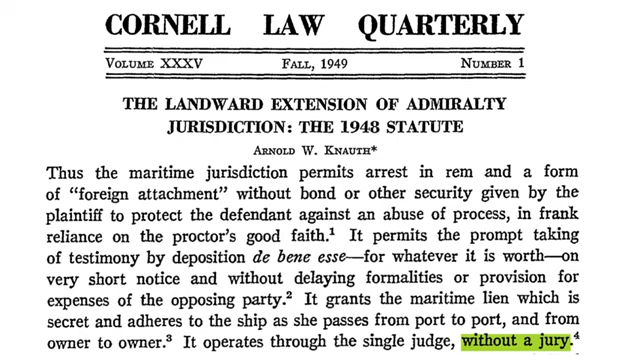 CORNELL LAW QUARTERLY
VOLUME XXXV FALL, 1949 NUMBER 1
THE LANDWARD EXTENSION OF ADMIRALTY
JURISDICTION: THE 1948 STATUTE
ARNOLD W. KNAUTH*
Thus the maritime jurisdiction permits arrest in rem and a form
of “foreign attachment” without bond or other security given by the
plaintiff to protect the defendant against an abuse of process, in frank
reliance on the proctor's good faith.¹ It permits the prompt taking
of testimony by deposition de bene esse—for whatever it is worth—on
very short notice and without delaying formalities or provision for
expenses of the opposing party.² It grants the maritime lien which is
secret and adheres to the ship as she passes from port to port, and from
owner to owner.³ It operates through the single judge, without a jury.⁴